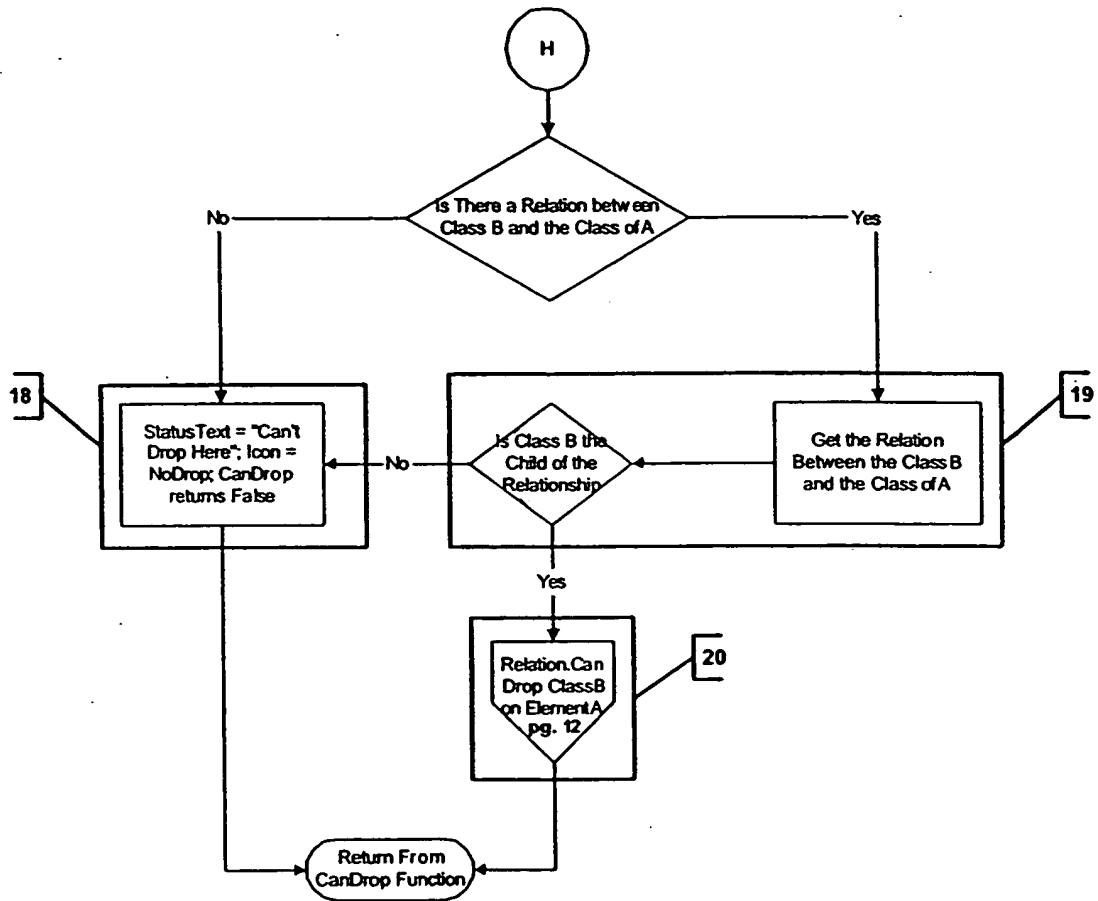 H
Is There a Relation between
Class B and the Class of A
No
Yes
18
19
StatusText = "Can't
Drop Here"; Icon =
NoDrop; CanDrop
returns False
No
Is Class B the
Child of the
Relationship
Get the Relation
Between the Class B
and the Class of A
Yes
20
Relation.Can
Drop ClassB
on ElementA
pg. 12
Return From
CanDrop Function